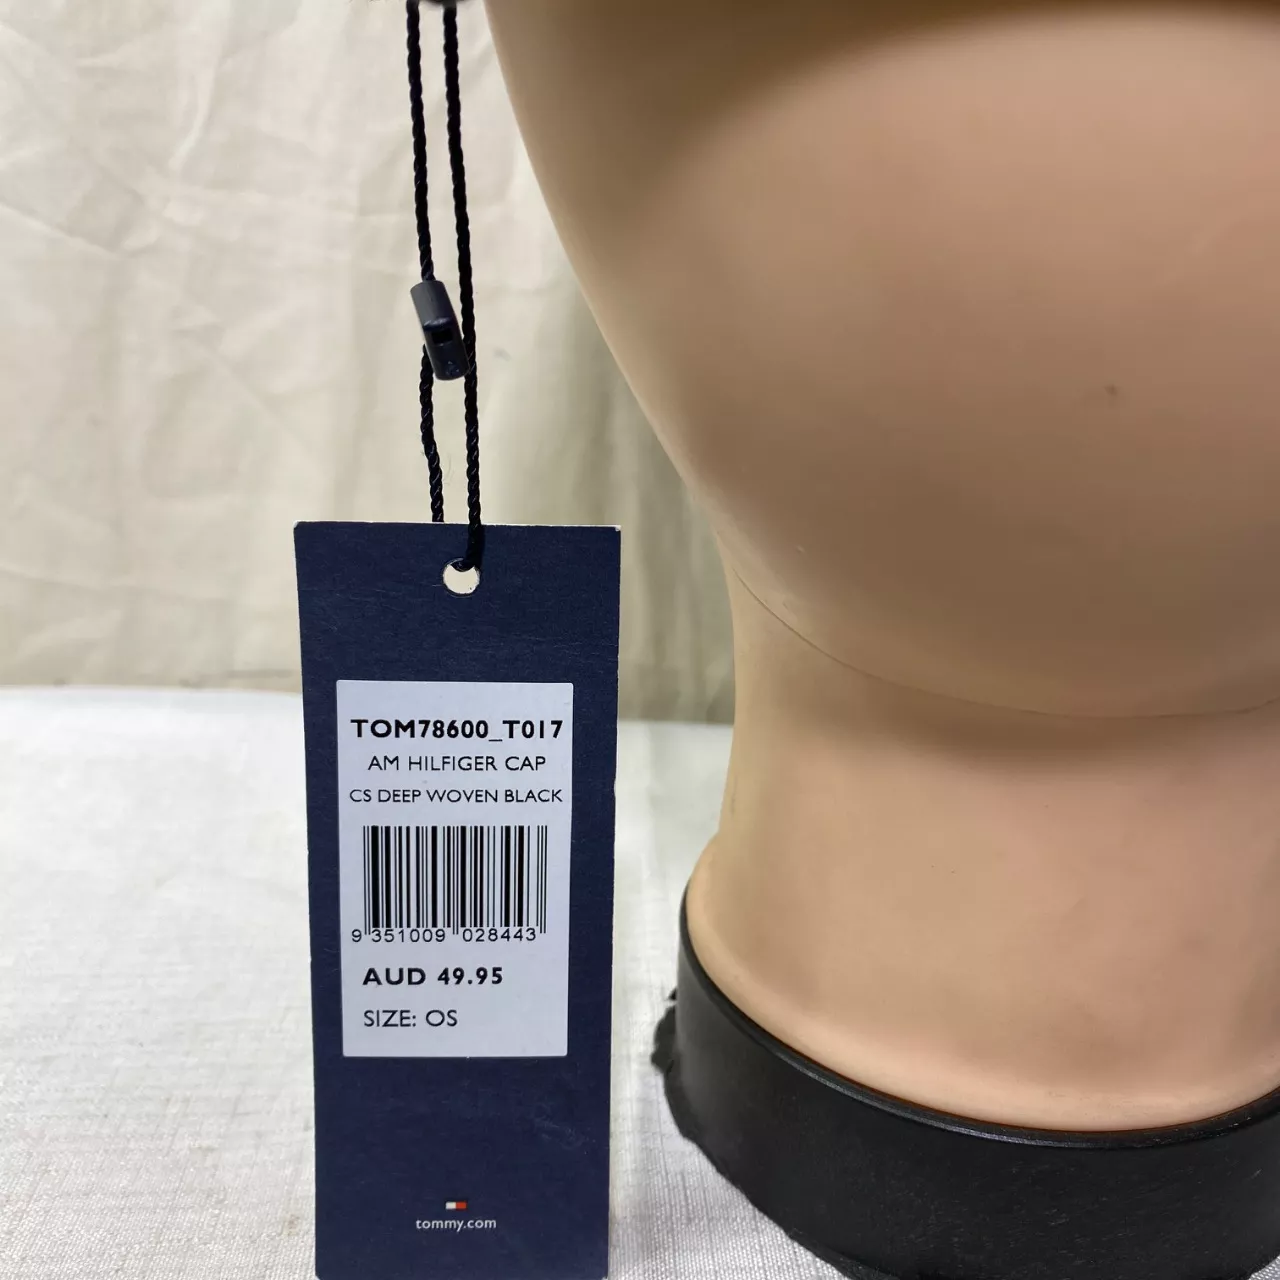 TOM78600_T017
AM HILFIGER CAP
CS DEEP WOVEN BLACK
9 351009 028443
AUD 49.95
SIZE: OS
tommy.com